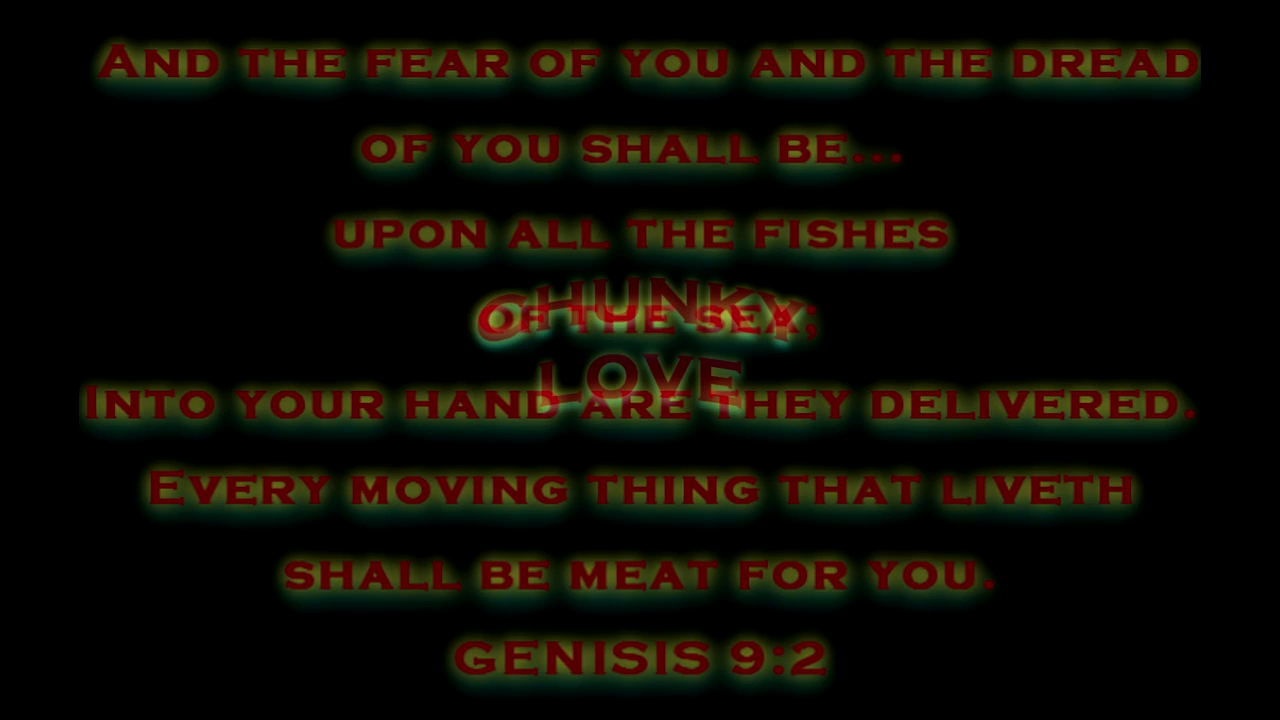 And the fear of you and the dread
of you shall be...
upon all the fishes
of the sea;
Chunky
Love
Into your hand are they delivered.
Every moving thing that liveth
shall be meat for you.
GENISIS 9:2